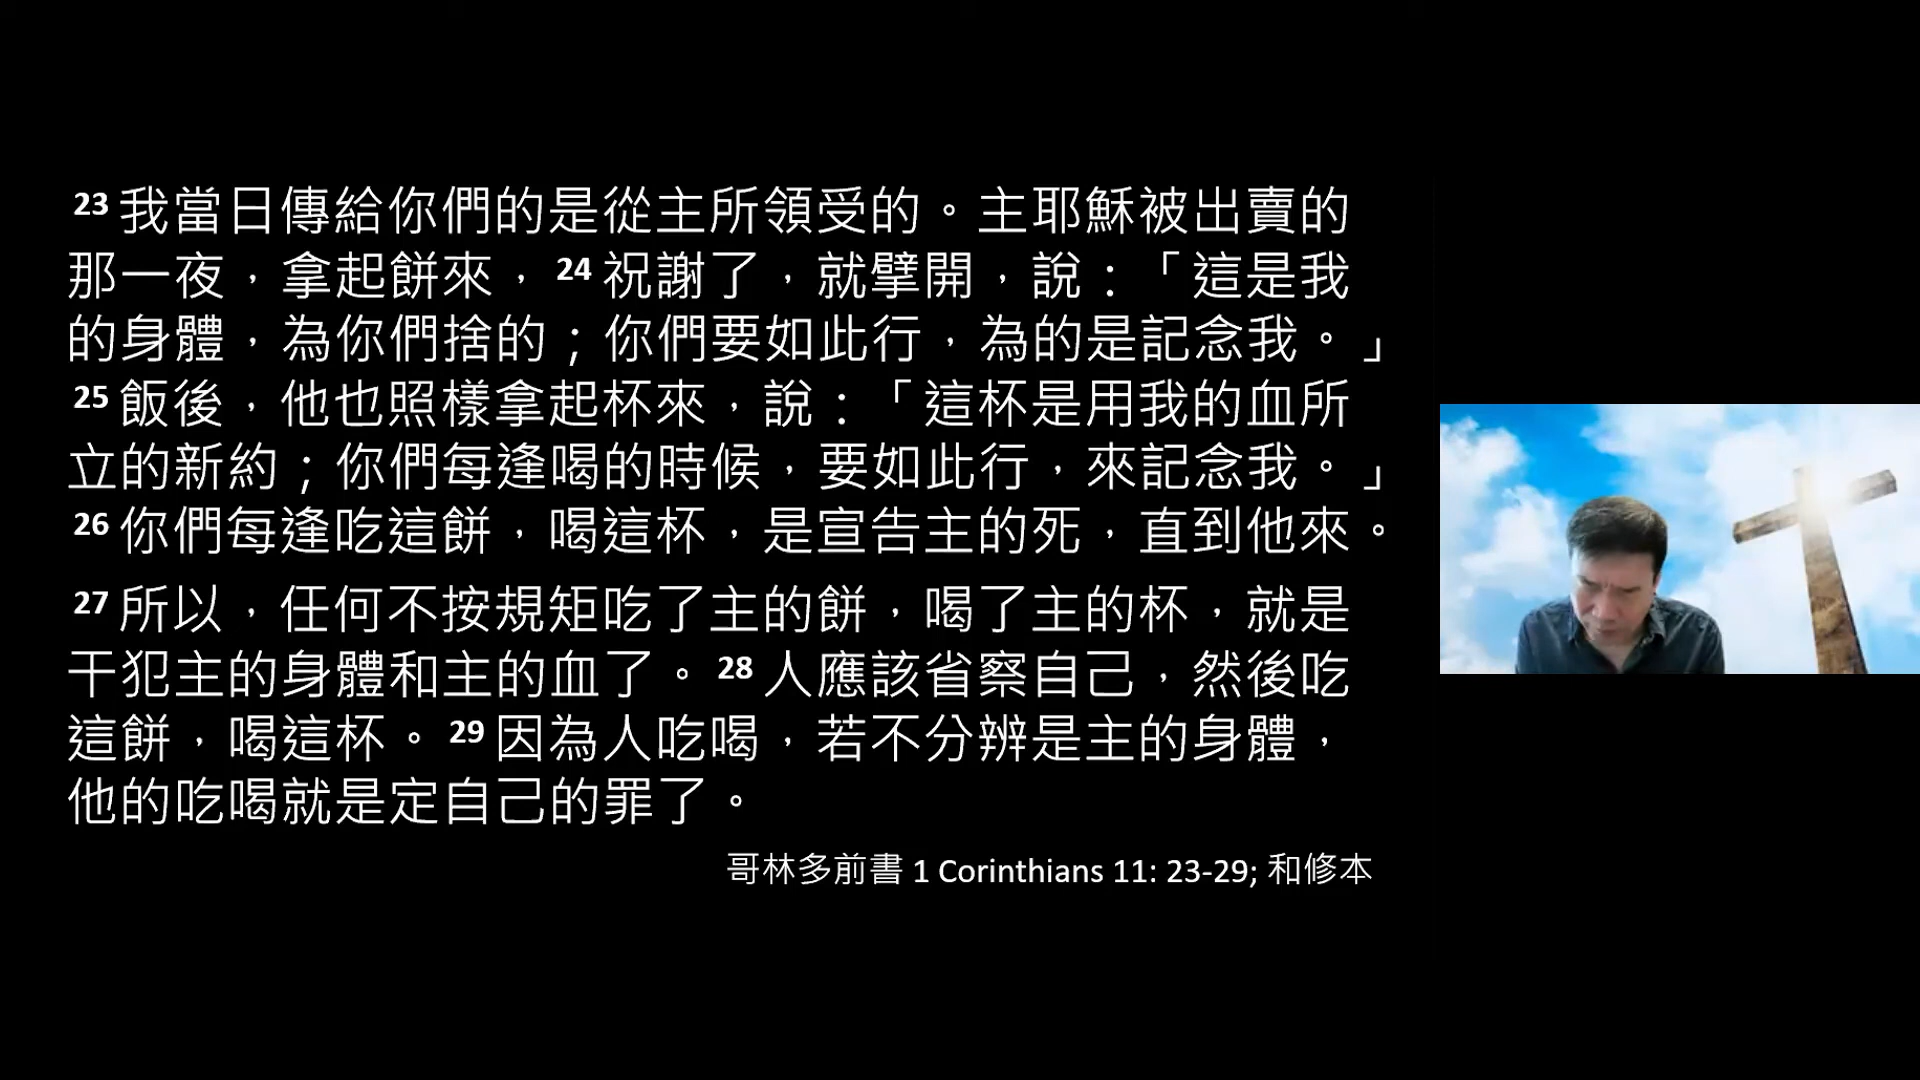 23 我當日傳給你們的是從主所領受的。主耶穌被出賣的
那一夜，拿起餅來，24 祝謝了，就擘開，說：「這是我
的身體，為你們捨的；你們要如此行，為的是記念我。」
25 飯後，他也照樣拿起杯來，說：「這杯是用我的血所
立的新約；你們每逢喝的時候，要如此行，來記念我。」
26 你們每逢吃這餅，喝這杯，是宣告主的死，直到他來。
27 所以，任何不按規矩吃了主的餅，喝了主的杯，就是
干犯主的身體和主的血了。28 人應該省察自己，然後吃
這餅，喝這杯。29 因為人吃喝，若不分辨是主的身體，
他的吃喝就是定自己的罪了。
哥林多前書 1 Corinthians 11: 23-29; 和修本